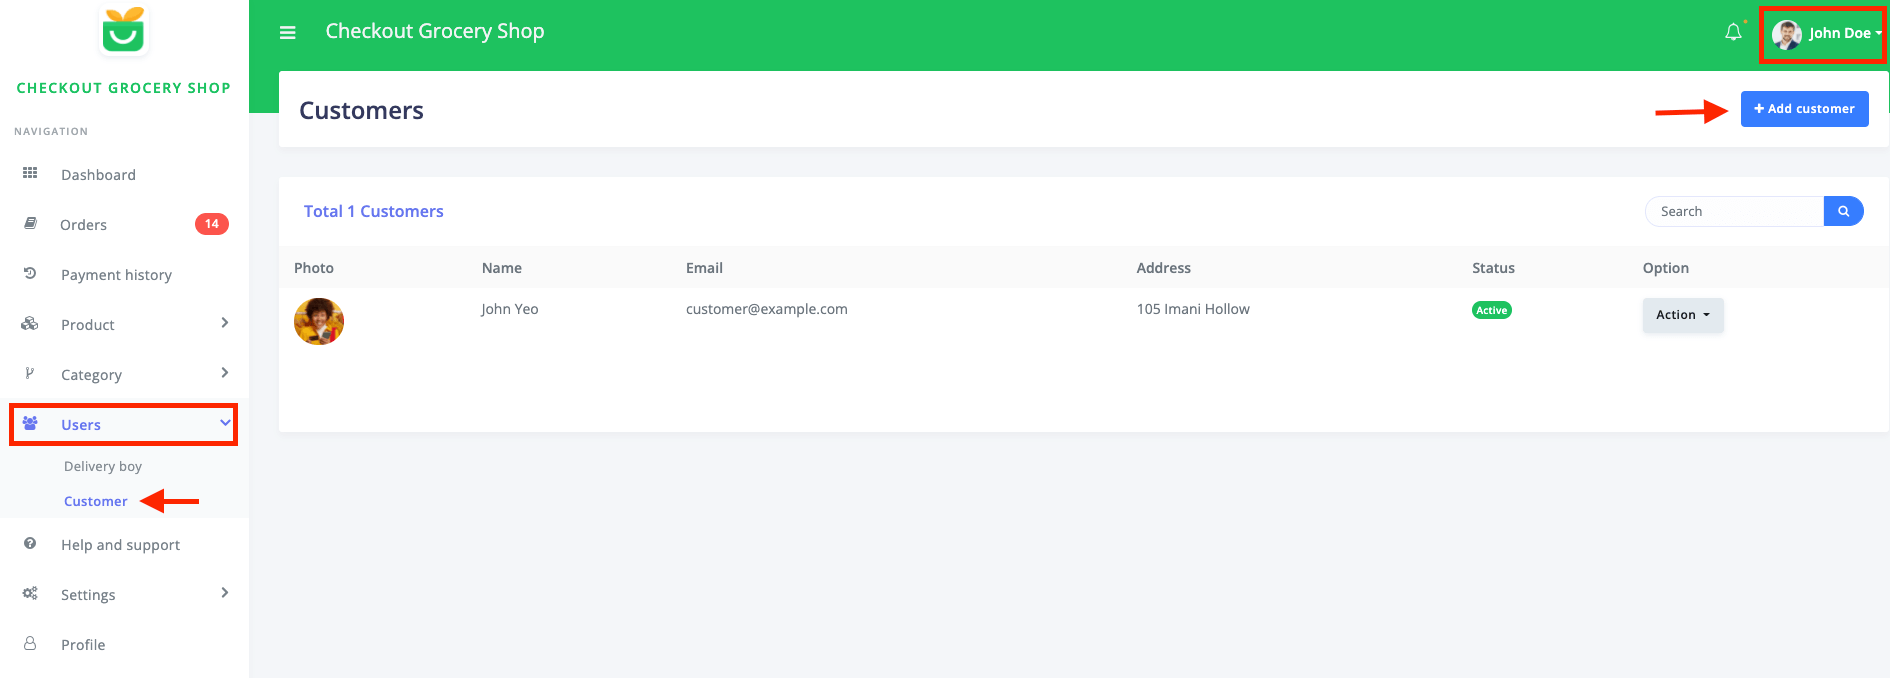 CHECKOUT GROCERY SHOP
NAVIGATION
Dashboard
Orders 14
Payment history
Product
Category
Users
Delivery boy
Customer
Help and support
Settings
Profile
Checkout Grocery Shop
John Doe
Customers
+ Add customer
Total 1 Customers
Search
Photo Name Email Address Status Option
John Yeo customer@example.com 105 Imani Hollow Active Action